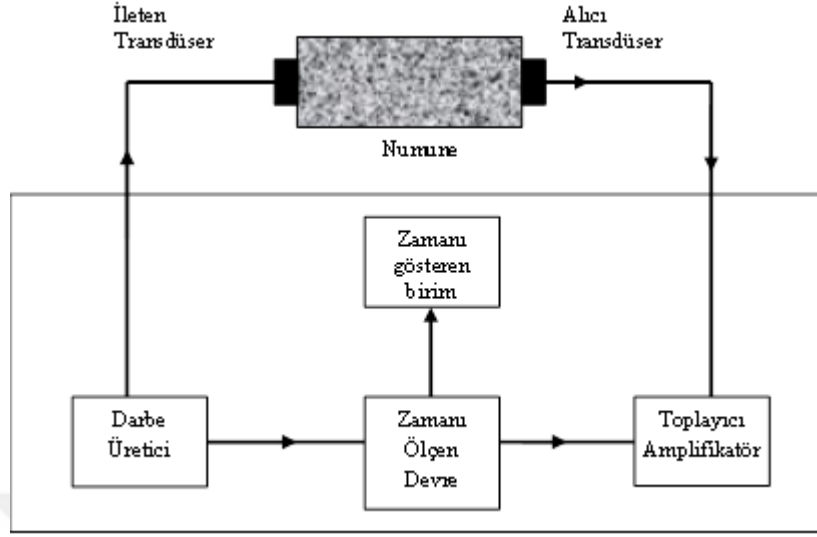 İleten
Transdüser
Alıcı
Transdüser
Numune
Zamanı
gösteren
birim
Darbe
Üretici
Zamanı
Ölçen
Devre
Toplayıcı
Amplifikatör